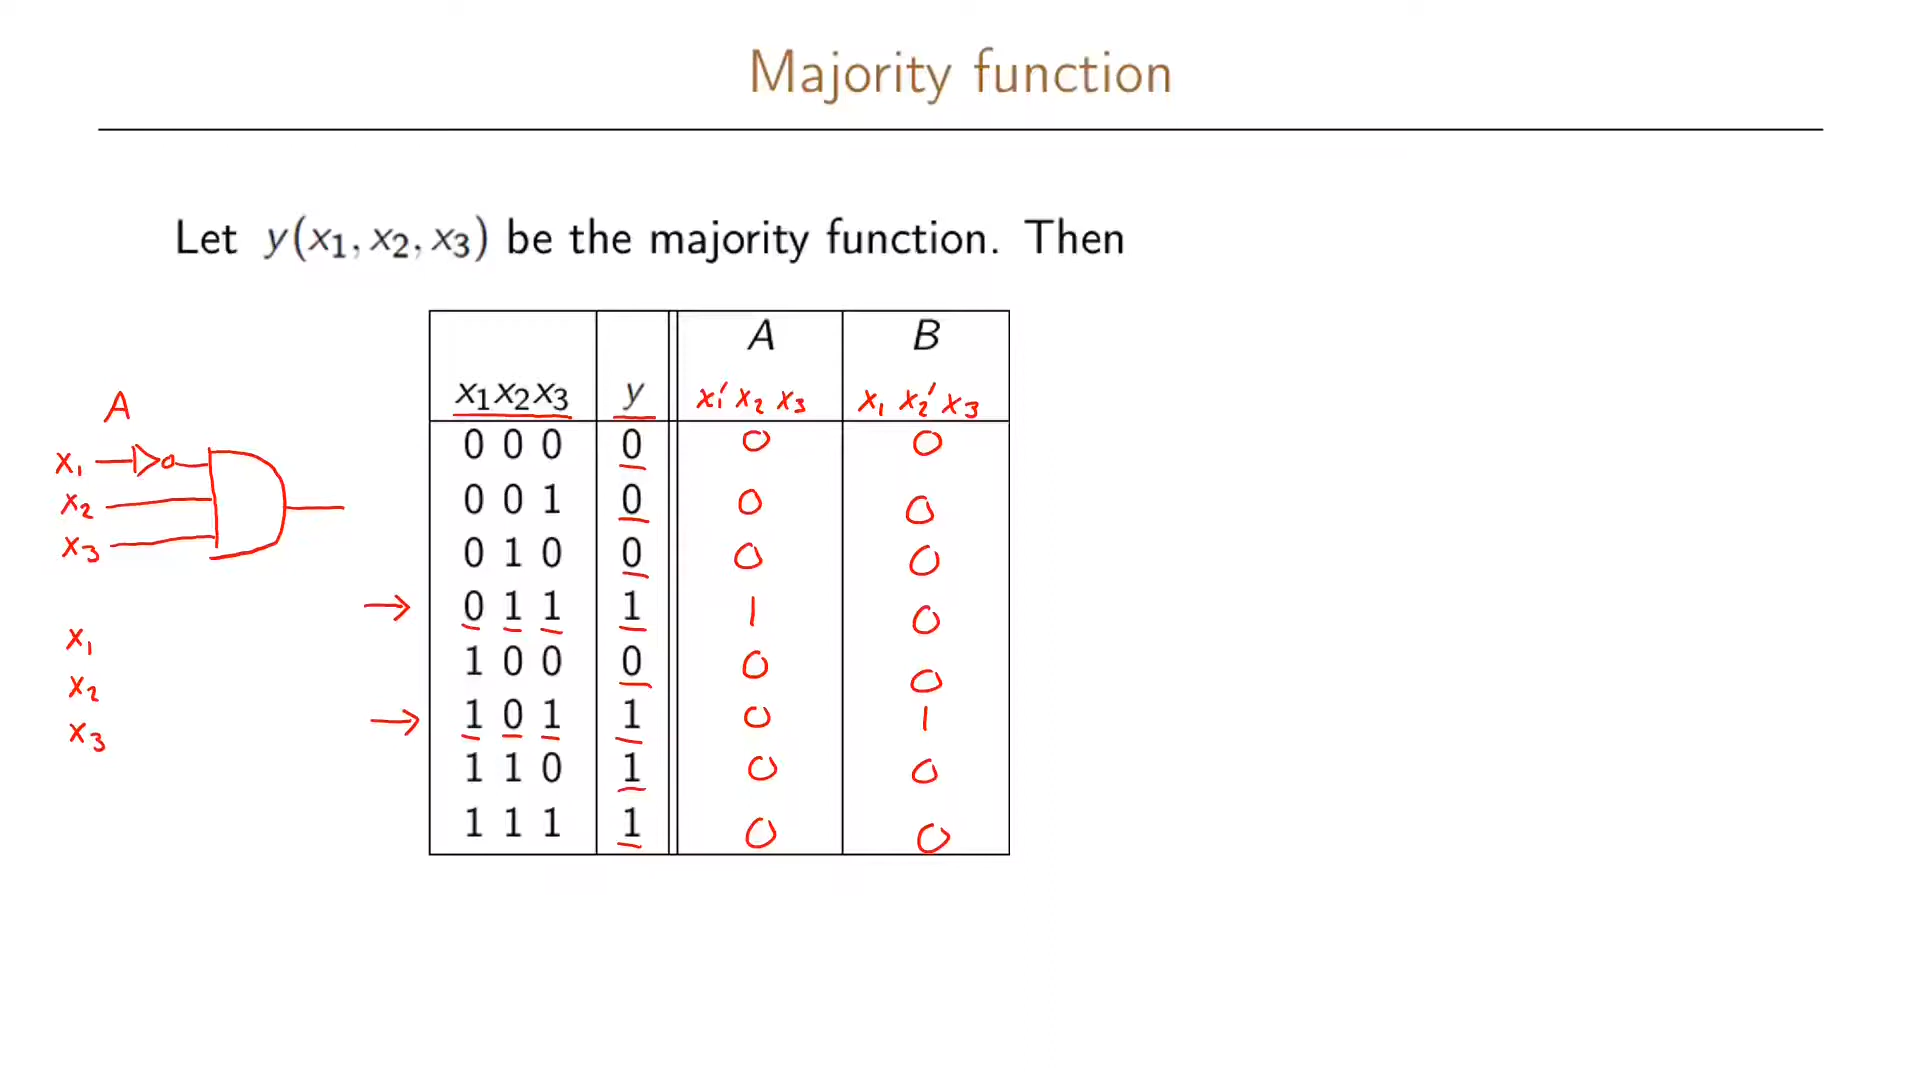 Majority function
Let y(x₁, x₂, x₃) be the majority function. Then
A B
x₁x₂x₃ y x₁′ x₂ x₃ x₁ x₂′ x₃
0 0 0 0 0 0
0 0 1 0 0 0
0 1 0 0 0 0
→ 0 1 1 1 1 0
1 0 0 0 0 0
→ 1 0 1 1 0 1
1 1 0 1 0 0
1 1 1 1 0 0
A
x₁
x₂
x₃
x₁
x₂
x₃